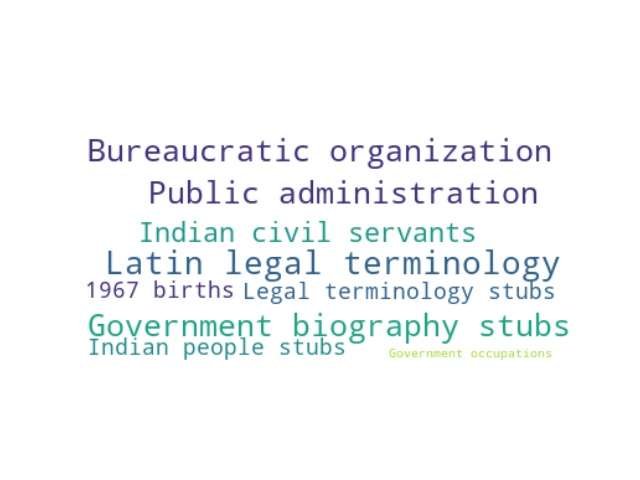 Bureaucratic organization
Public administration
Indian civil servants
Latin legal terminology
1967 births Legal terminology stubs
Government biography stubs
Indian people stubs Government occupations